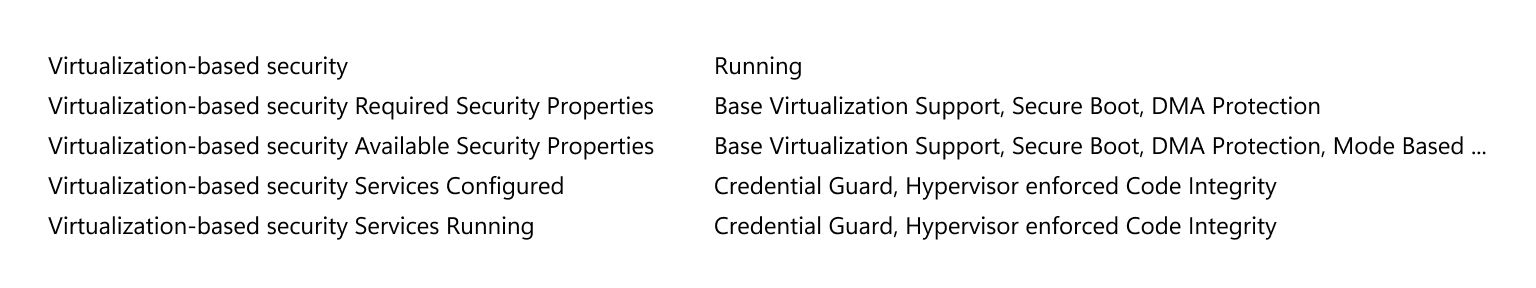 Virtualization-based security Running
Virtualization-based security Required Security Properties Base Virtualization Support, Secure Boot, DMA Protection
Virtualization-based security Available Security Properties Base Virtualization Support, Secure Boot, DMA Protection, Mode Based ...
Virtualization-based security Services Configured Credential Guard, Hypervisor enforced Code Integrity
Virtualization-based security Services Running Credential Guard, Hypervisor enforced Code Integrity